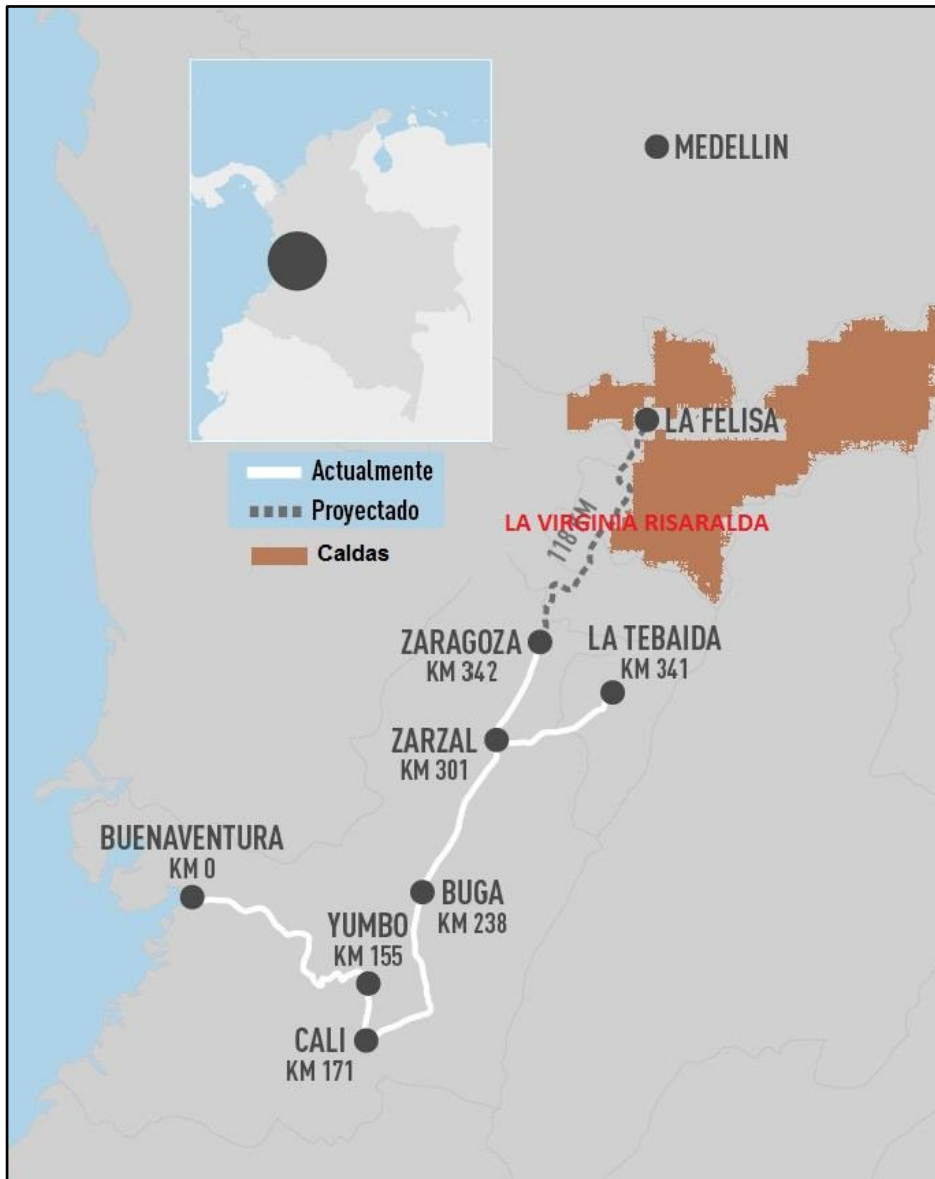 MEDELLIN
LA FELISA
Actualmente
Proyectado
Caldas
LA VIRGINIA RISARALDA
118 KM
ZARAGOZA
KM 342
LA TEBAIDA
KM 341
ZARZAL
KM 301
BUENAVENTURA
KM 0
BUGA
KM 238
YUMBO
KM 155
CALI
KM 171